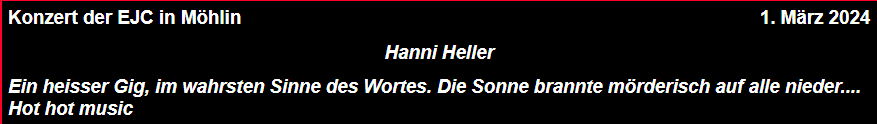 Konzert der EJC in Möhlin 1. März 2024
Hanni Heller
Ein heisser Gig, im wahrsten Sinne des Wortes. Die Sonne brannte mörderisch auf alle nieder....
Hot hot music